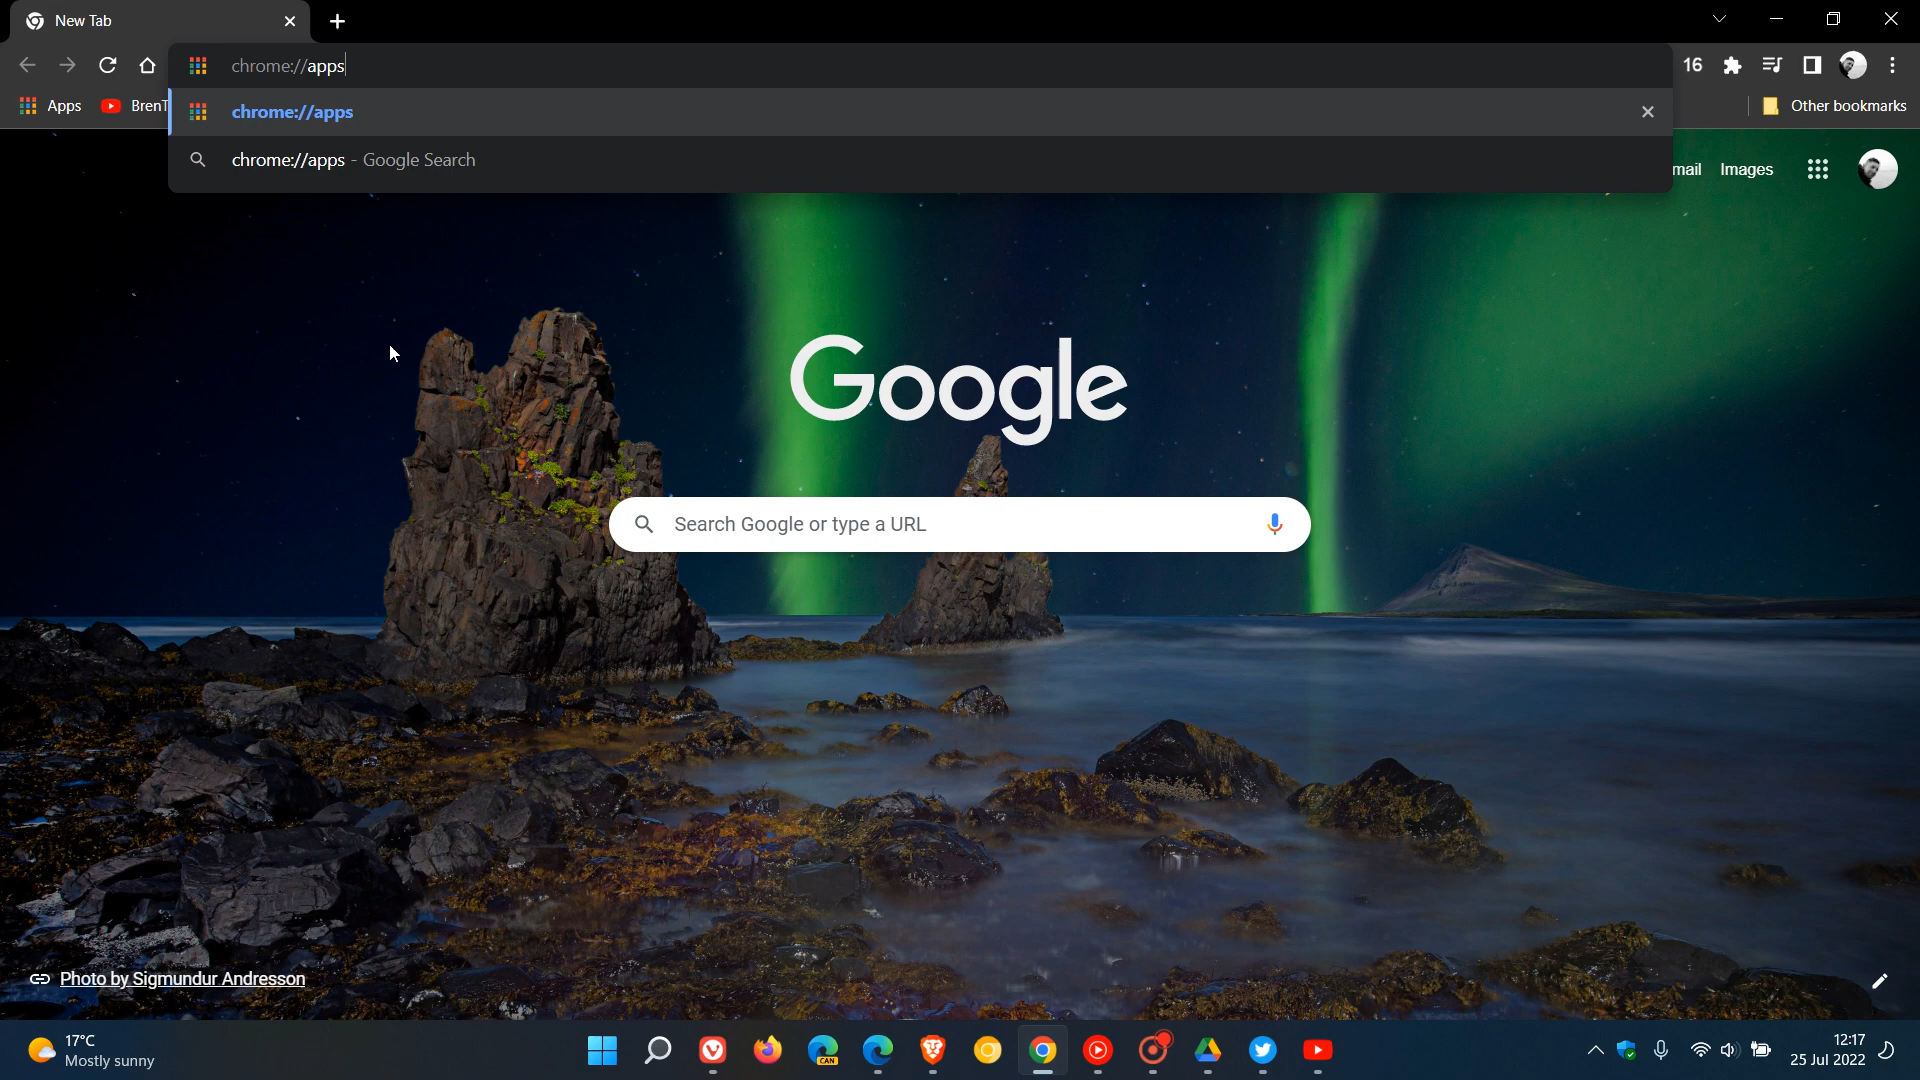 New Tab
chrome://apps
16
Apps
BrenT
chrome://apps
Other bookmarks
chrome://apps - Google Search
mail
Images
Google
Search Google or type a URL
Photo by Sigmundur Andresson
17°C
Mostly sunny
CAN
12:17
25 Jul 2022